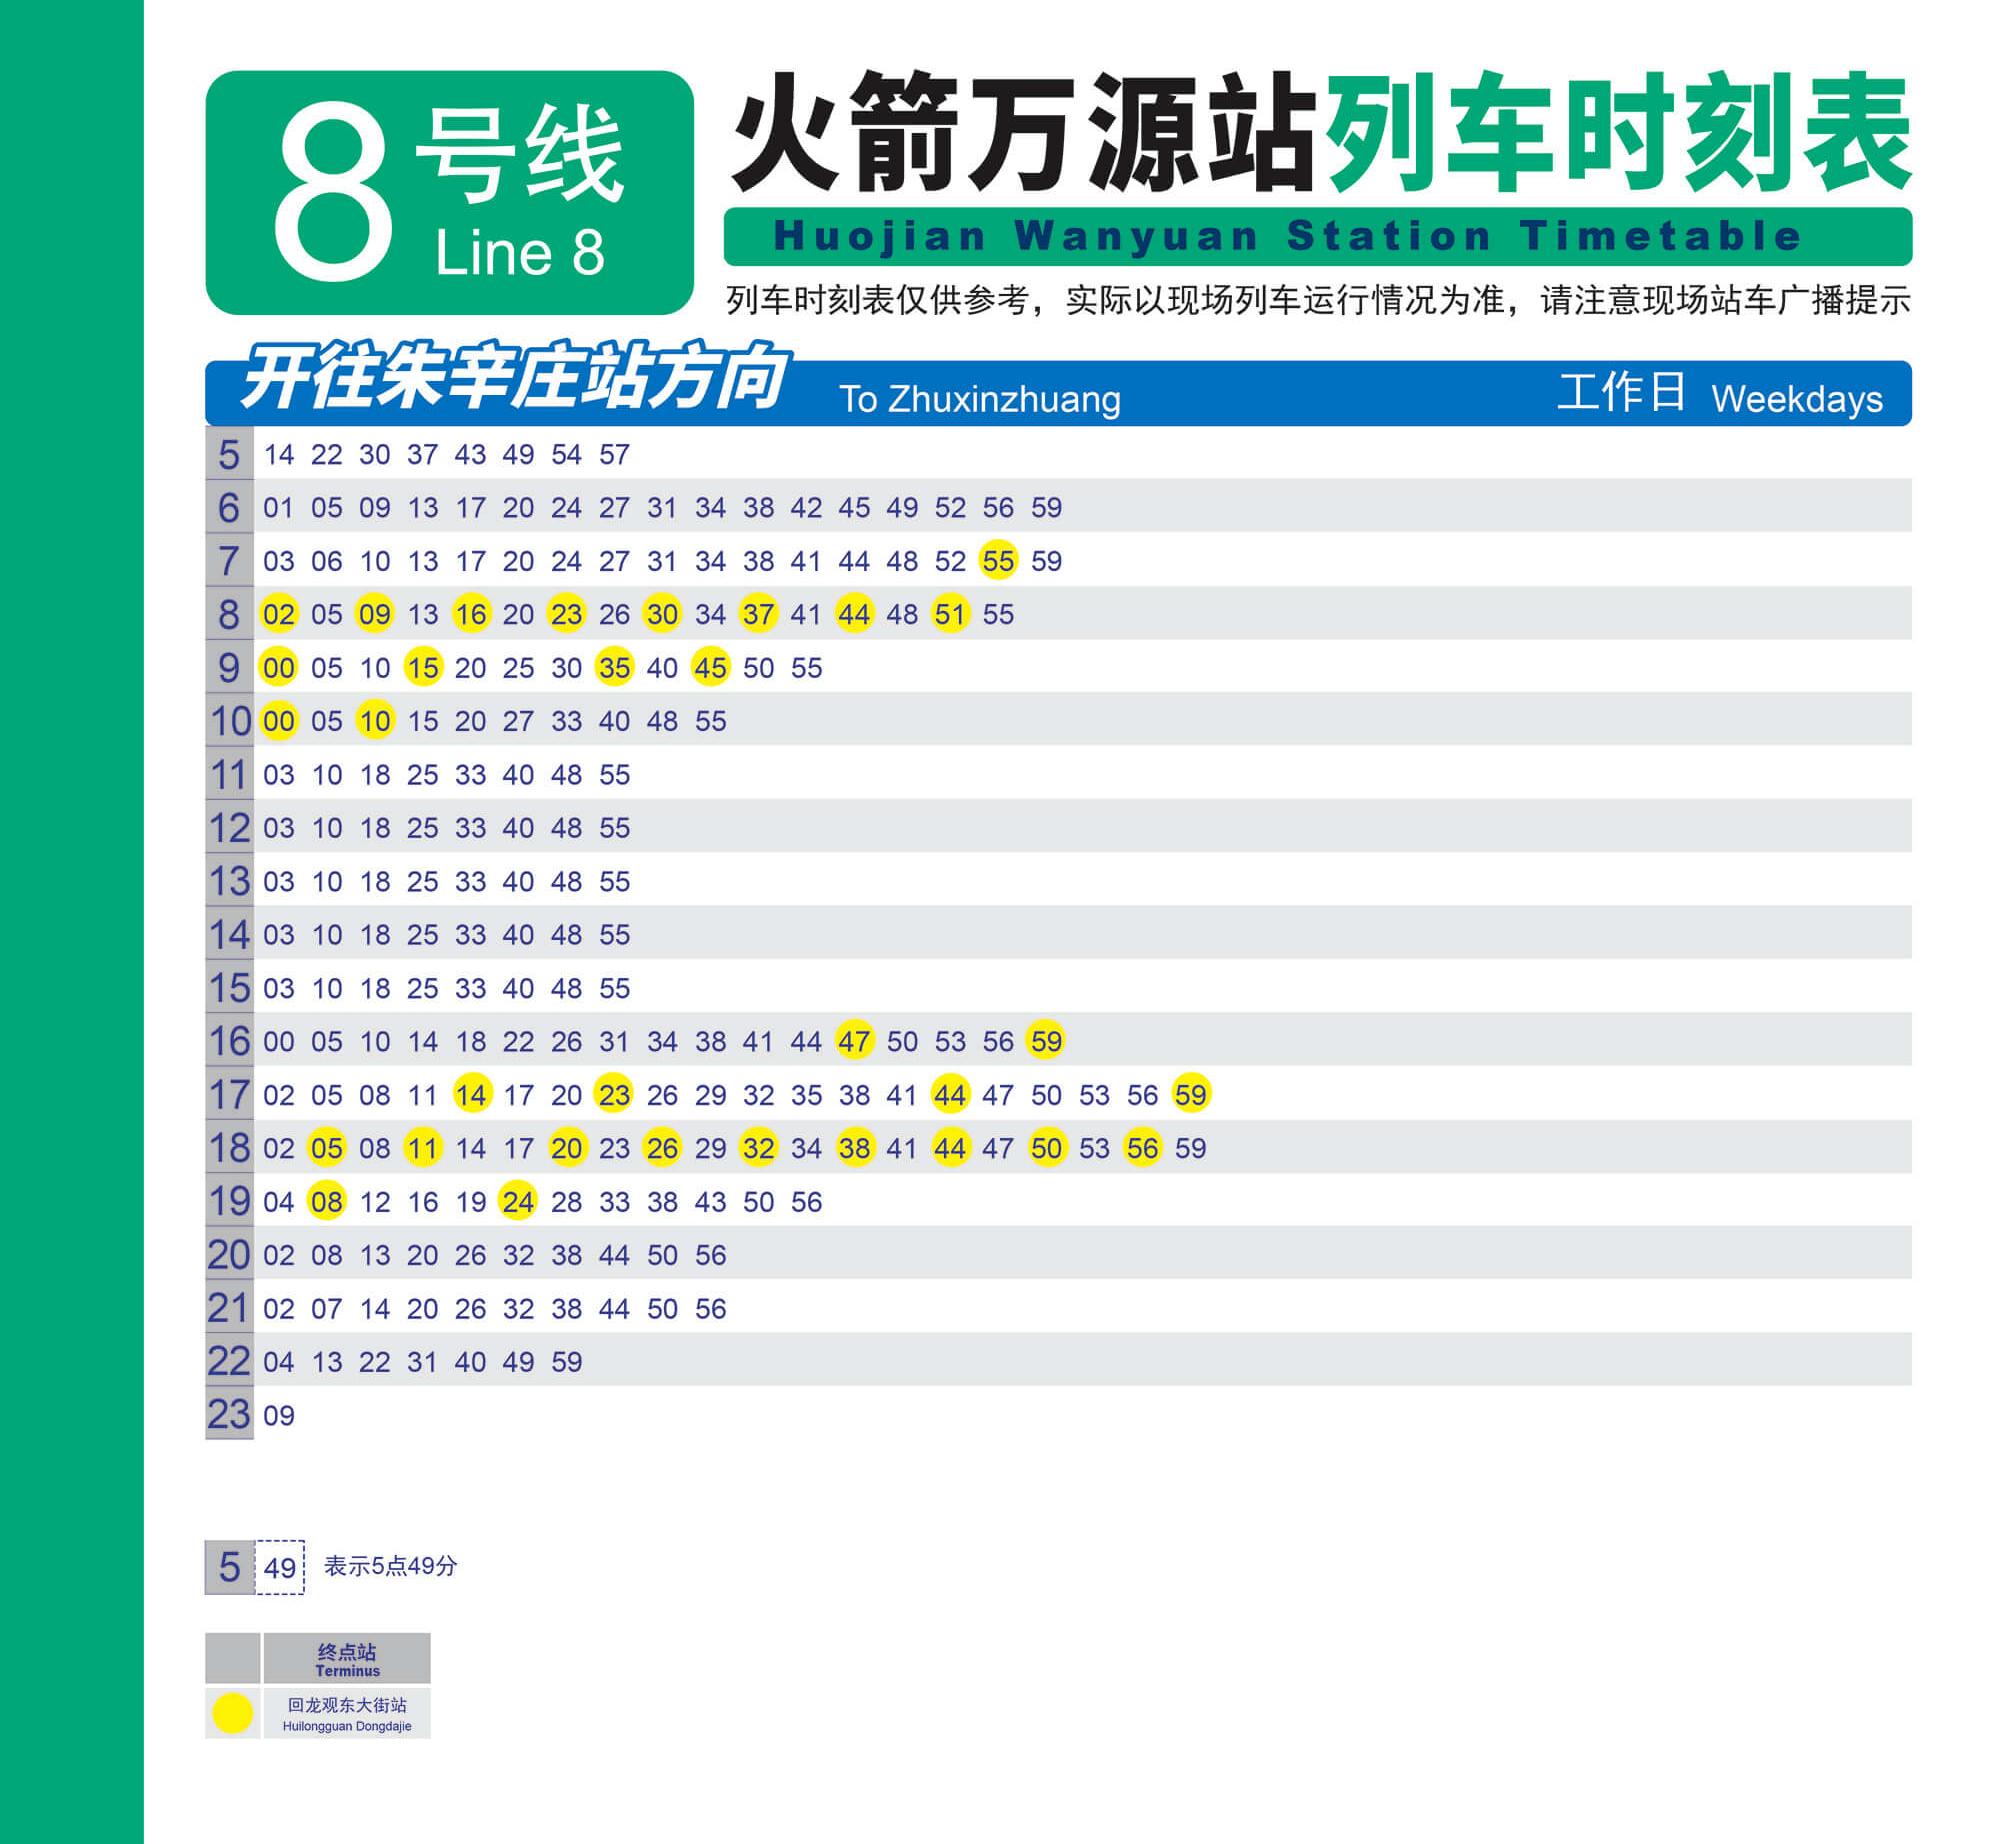 8号线
Line 8
火箭万源站列车时刻表
Huojian Wanyuan Station Timetable
列车时刻表仅供参考，实际以现场列车运行情况为准，请注意现场站车广播提示
开往朱辛庄站方向 To Zhuxinzhuang 工作日 Weekdays
5 14 22 30 37 43 49 54 57
6 01 05 09 13 17 20 24 27 31 34 38 42 45 49 52 56 59
7 03 06 10 13 17 20 24 27 31 34 38 41 44 48 52 55 59
8 02 05 09 13 16 20 23 26 30 34 37 41 44 48 51 55
9 00 05 10 15 20 25 30 35 40 45 50 55
10 00 05 10 15 20 27 33 40 48 55
11 03 10 18 25 33 40 48 55
12 03 10 18 25 33 40 48 55
13 03 10 18 25 33 40 48 55
14 03 10 18 25 33 40 48 55
15 03 10 18 25 33 40 48 55
16 00 05 10 14 18 22 26 31 34 38 41 44 47 50 53 56 59
17 02 05 08 11 14 17 20 23 26 29 32 35 38 41 44 47 50 53 56 59
18 02 05 08 11 14 17 20 23 26 29 32 34 38 41 44 47 50 53 56 59
19 04 08 12 16 19 24 28 33 38 43 50 56
20 02 08 13 20 26 32 38 44 50 56
21 02 07 14 20 26 32 38 44 50 56
22 04 13 22 31 40 49 59
23 09
5 49 表示5点49分
终点站
Terminus
回龙观东大街站
Huilongguan Dongdajie